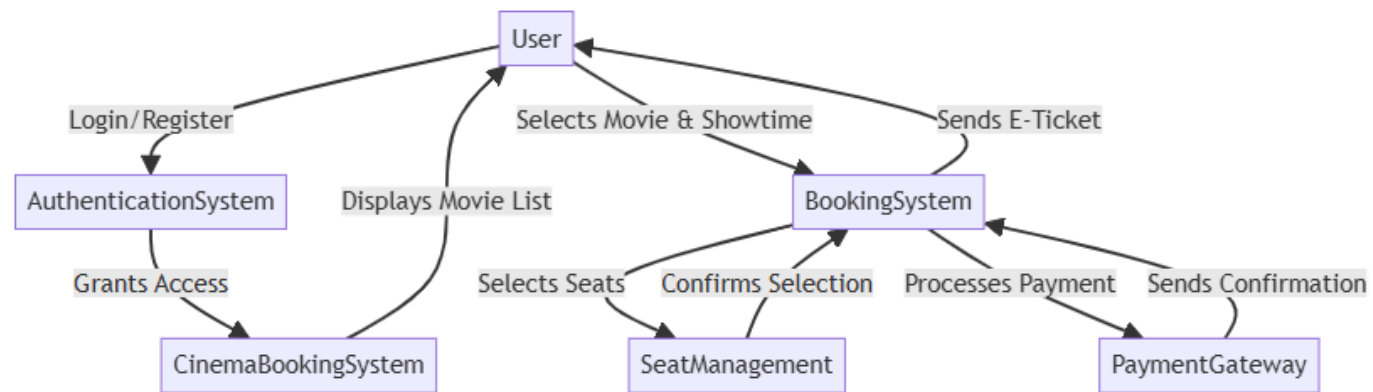 User
Login/Register
Selects Movie & Showtime
Sends E-Ticket
AuthenticationSystem
Displays Movie List
BookingSystem
Grants Access
Selects Seats
Confirms Selection
Processes Payment
Sends Confirmation
CinemaBookingSystem
SeatManagement
PaymentGateway